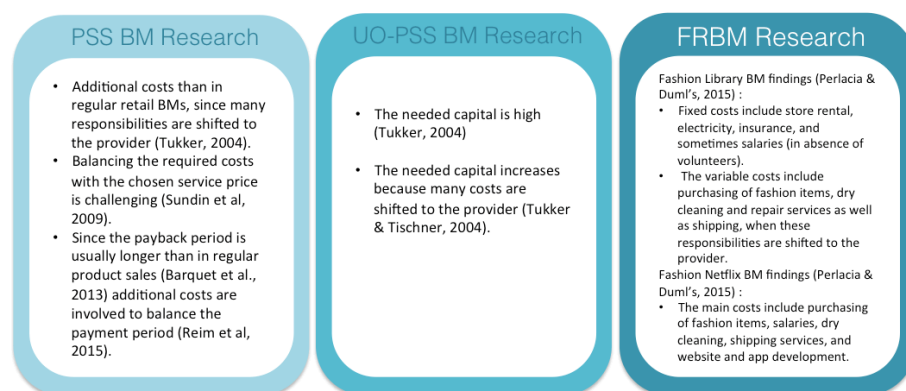 PSS BM Research
• Additional costs than in
regular retail BMs, since many
responsibilities are shifted to
the provider (Tukker, 2004).
• Balancing the required costs
with the chosen service price
is challenging (Sundin et al,
2009).
• Since the payback period is
usually longer than in regular
product sales (Barquet et al.,
2013) additional costs are
involved to balance the
payment period (Reim et al,
2015).
UO-PSS BM Research
• The needed capital is high
(Tukker, 2004)
• The needed capital increases
because many costs are
shifted to the provider (Tukker
& Tischner, 2004).
FRBM Research
Fashion Library BM findings (Perlacia &
Duml's, 2015) :
• Fixed costs include store rental,
electricity, insurance, and
sometimes salaries (in absence of
volunteers).
• The variable costs include
purchasing of fashion items, dry
cleaning and repair services as well
as shipping, when these
responsibilities are shifted to the
provider.
Fashion Netflix BM findings (Perlacia &
Duml's, 2015) :
• The main costs include purchasing
of fashion items, salaries, dry
cleaning, shipping services, and
website and app development.